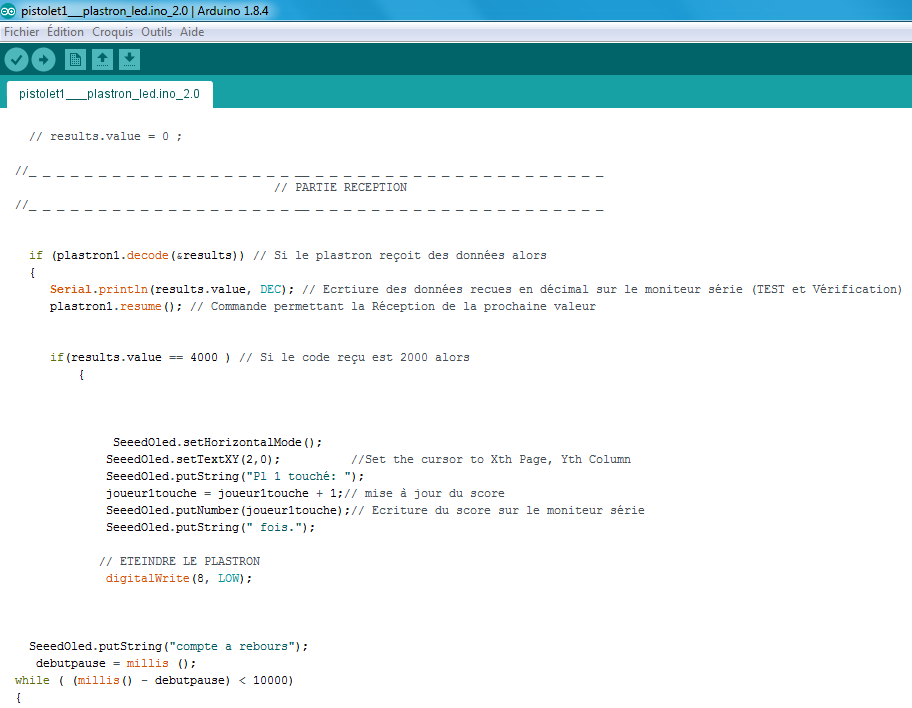 pistolet1___plastron_led.ino_2.0 | Arduino 1.8.4
Fichier Édition Croquis Outils Aide
pistolet1___plastron_led.ino_2.0
// results.value = 0 ;
//_ _ _ _ _ _ _ _ _ _ _ _ _ _ _ _ _ _ _ _ __ _ _ _ _ _ _ _ _ _ _ _ _ _ _ _ _ _ _ _ _ _
// PARTIE RECEPTION
//_ _ _ _ _ _ _ _ _ _ _ _ _ _ _ _ _ _ _ _ __ _ _ _ _ _ _ _ _ _ _ _ _ _ _ _ _ _ _ _ _ _
if (plastron1.decode(&results)) // Si le plastron reçoit des données alors
{
Serial.println(results.value, DEC); // Ecrtiure des données recues en décimal sur le moniteur série (TEST et Vérification)
plastron1.resume(); // Commande permettant la Réception de la prochaine valeur
if(results.value == 4000 ) // Si le code reçu est 2000 alors
{
SeeedOled.setHorizontalMode();
SeeedOled.setTextXY(2,0); //Set the cursor to Xth Page, Yth Column
SeeedOled.putString("Pl 1 touché: ");
joueur1touche = joueur1touche + 1;// mise à jour du score
SeeedOled.putNumber(joueur1touche);// Ecriture du score sur le moniteur série
SeeedOled.putString(" fois.");
// ETEINDRE LE PLASTRON
digitalWrite(8, LOW);
SeeedOled.putString("compte a rebours");
debutpause = millis ();
while ( (millis() - debutpause) < 10000)
{